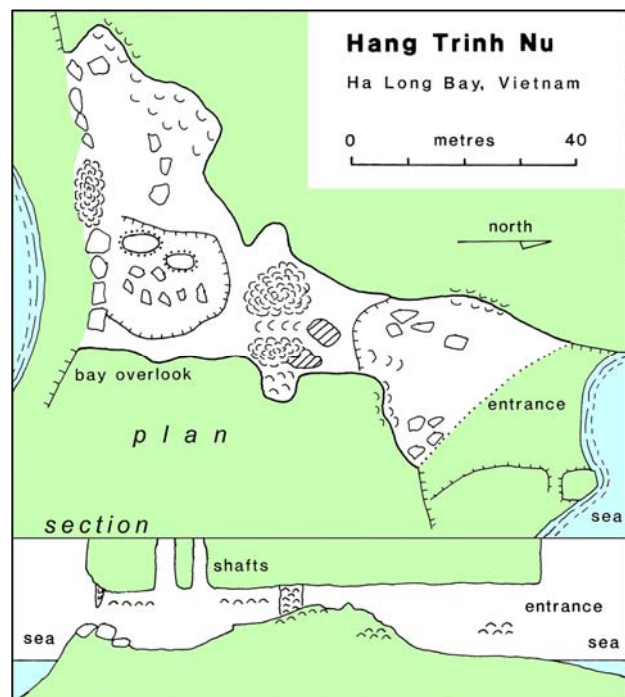 Hang Trinh Nu
Ha Long Bay, Vietnam
0 metres 40
north
bay overlook
plan
entrance
sea
section
shafts
entrance
sea
sea